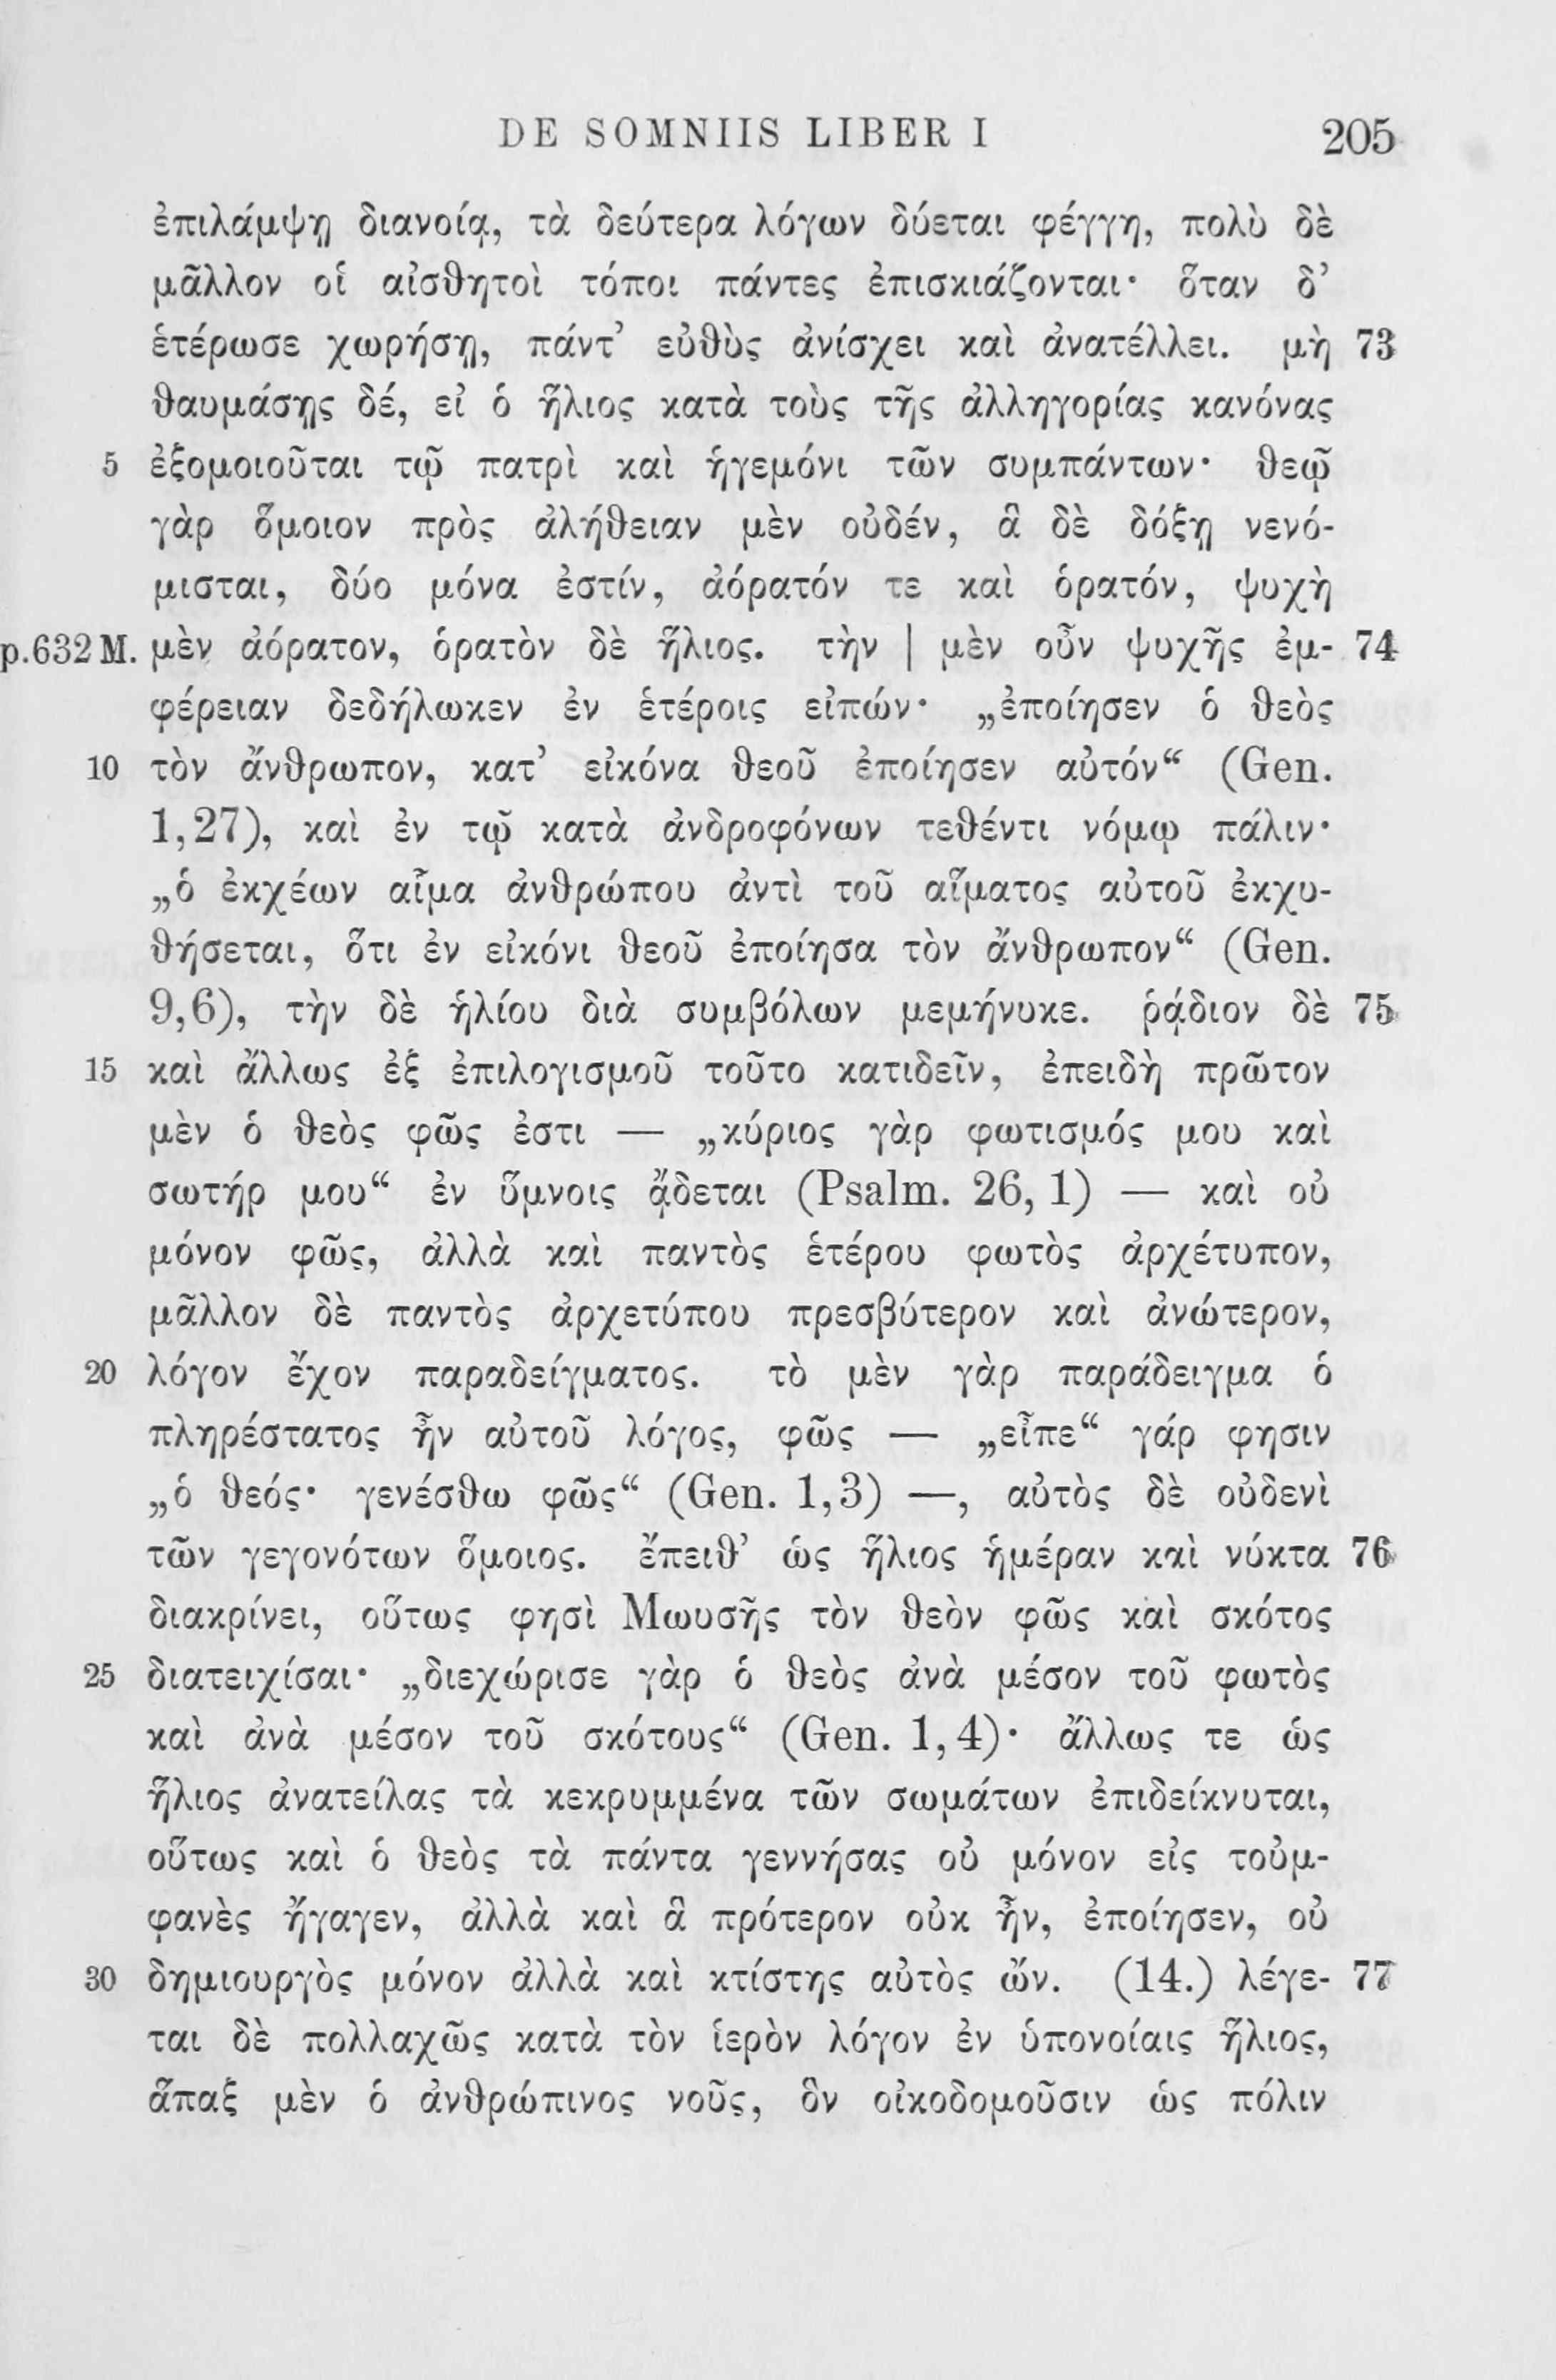 DE SOMNIIS LIBER I 205
ἐπιλάμψῃ διανοίᾳ, τὰ δεύτερα λόγων δύεται φέγγη, πολὺ δὲ
μᾶλλον οἱ αἰσθητοὶ τόποι πάντες ἐπισκιάζονται· ὅταν δ’
ἑτέρωσε χωρήσῃ, πάντ’ εὐθὺς ἀνίσχει καὶ ἀνατέλλει. μὴ 73
θαυμάσῃς δέ, εἰ ὁ ἥλιος κατὰ τοὺς τῆς ἀλληγορίας κανόνας
5 ἐξομοιοῦται τῷ πατρὶ καὶ ἡγεμόνι τῶν συμπάντων· θεῷ
γὰρ ὅμοιον πρὸς ἀλήθειαν μὲν οὐδέν, ἃ δὲ δόξῃ νενό-
μισται, δύο μόνα ἐστίν, ἀόρατόν τε καὶ ὁρατόν, ψυχὴ
p.632 M. μὲν ἀόρατον, ὁρατὸν δὲ ἥλιος. τὴν | μὲν οὖν ψυχῆς ἐμ- 74
φέρειαν δεδήλωκεν ἐν ἑτέροις εἰπών· „ἐποίησεν ὁ θεὸς
10 τὸν ἄνθρωπον, κατ’ εἰκόνα θεοῦ ἐποίησεν αὐτόν“ (Gen.
1,27), καὶ ἐν τῷ κατὰ ἀνδροφόνων τεθέντι νόμῳ πάλιν·
„ὁ ἐκχέων αἷμα ἀνθρώπου ἀντὶ τοῦ αἵματος αὐτοῦ ἐκχυ-
θήσεται, ὅτι ἐν εἰκόνι θεοῦ ἐποίησα τὸν ἄνθρωπον“ (Gen.
9,6), τὴν δὲ ἡλίου διὰ συμβόλων μεμήνυκε. ῥᾴδιον δὲ 75
15 καὶ ἄλλως ἐξ ἐπιλογισμοῦ τοῦτο κατιδεῖν, ἐπειδὴ πρῶτον
μὲν ὁ θεὸς φῶς ἐστι — „κύριος γὰρ φωτισμός μου καὶ
σωτήρ μου“ ἐν ὕμνοις ᾄδεται (Psalm. 26, 1) — καὶ οὐ
μόνον φῶς, ἀλλὰ καὶ παντὸς ἑτέρου φωτὸς ἀρχέτυπον,
μᾶλλον δὲ παντὸς ἀρχετύπου πρεσβύτερον καὶ ἀνώτερον,
20 λόγον ἔχον παραδείγματος. τὸ μὲν γὰρ παράδειγμα ὁ
πληρέστατος ἦν αὐτοῦ λόγος, φῶς — „εἶπε“ γάρ φησιν
„ὁ θεός· γενέσθω φῶς“ (Gen. 1,3) —, αὐτὸς δὲ οὐδενὶ
τῶν γεγονότων ὅμοιος. ἔπειθ’ ὡς ἥλιος ἡμέραν καὶ νύκτα 76
διακρίνει, οὕτως φησὶ Μωυσῆς τὸν θεὸν φῶς καὶ σκότος
25 διατειχίσαι· „διεχώρισε γὰρ ὁ θεὸς ἀνὰ μέσον τοῦ φωτὸς
καὶ ἀνὰ μέσον τοῦ σκότους“ (Gen. 1,4)· ἄλλως τε ὡς
ἥλιος ἀνατείλας τὰ κεκρυμμένα τῶν σωμάτων ἐπιδείκνυται,
οὕτως καὶ ὁ θεὸς τὰ πάντα γεννήσας οὐ μόνον εἰς τοὐμ-
φανὲς ἤγαγεν, ἀλλὰ καὶ ἃ πρότερον οὐκ ἦν, ἐποίησεν, οὐ
30 δημιουργὸς μόνον ἀλλὰ καὶ κτίστης αὐτὸς ὤν. (14.) λέγε- 77
ται δὲ πολλαχῶς κατὰ τὸν ἱερὸν λόγον ἐν ὑπονοίαις ἥλιος,
ἅπαξ μὲν ὁ ἀνθρώπινος νοῦς, ὃν οἰκοδομοῦσιν ὡς πόλιν